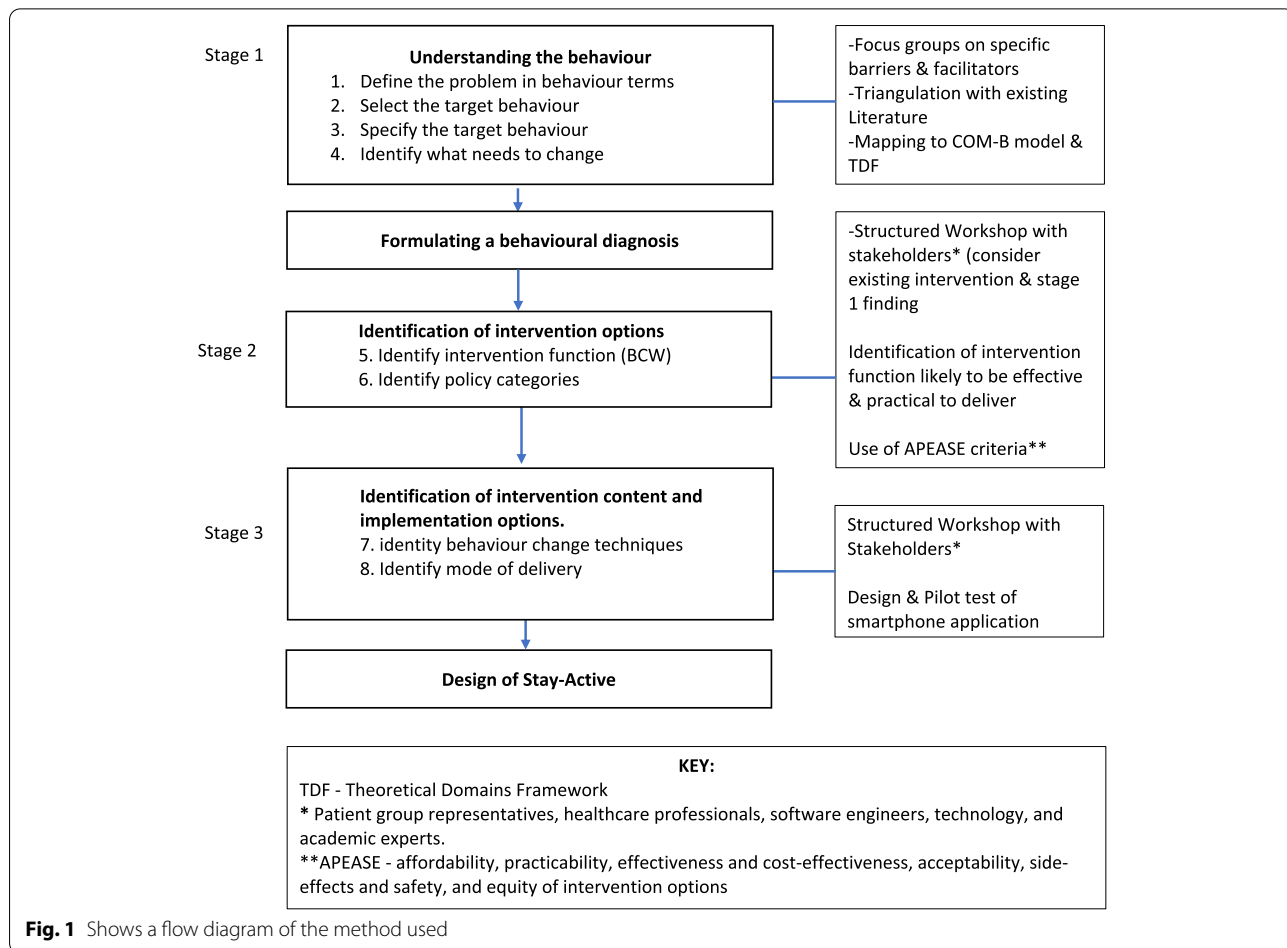 Stage 1
Understanding the behaviour
1. Define the problem in behaviour terms
2. Select the target behaviour
3. Specify the target behaviour
4. Identify what needs to change
-Focus groups on specific
barriers & facilitators
-Triangulation with existing
Literature
-Mapping to COM-B model &
TDF
Formulating a behavioural diagnosis
Stage 2
Identification of intervention options
5. Identify intervention function (BCW)
6. Identify policy categories
-Structured Workshop with
stakeholders* (consider
existing intervention & stage
1 finding
Identification of intervention
function likely to be effective
& practical to deliver
Use of APEASE criteria**
Stage 3
Identification of intervention content and
implementation options.
7. identity behaviour change techniques
8. Identify mode of delivery
Structured Workshop with
Stakeholders*
Design & Pilot test of
smartphone application
Design of Stay-Active
KEY:
TDF - Theoretical Domains Framework
* Patient group representatives, healthcare professionals, software engineers, technology, and
academic experts.
**APEASE - affordability, practicability, effectiveness and cost-effectiveness, acceptability, side-
effects and safety, and equity of intervention options
Fig. 1 Shows a flow diagram of the method used